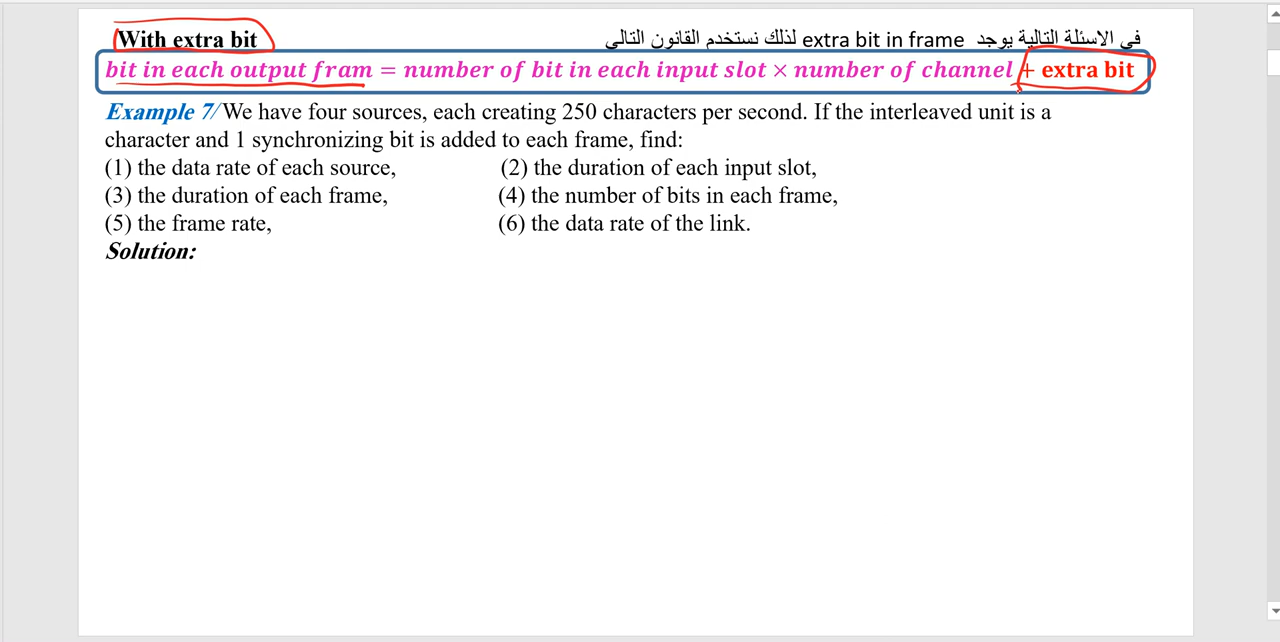 With extra bit
في الاسئلة التالية يوجد extra bit in frame لذلك نستخدم القانون التالي
bit in each output fram = number of bit in each input slot × number of channel + extra bit
Example 7/ We have four sources, each creating 250 characters per second. If the interleaved unit is a
character and 1 synchronizing bit is added to each frame, find:
(1) the data rate of each source, (2) the duration of each input slot,
(3) the duration of each frame, (4) the number of bits in each frame,
(5) the frame rate, (6) the data rate of the link.
Solution: